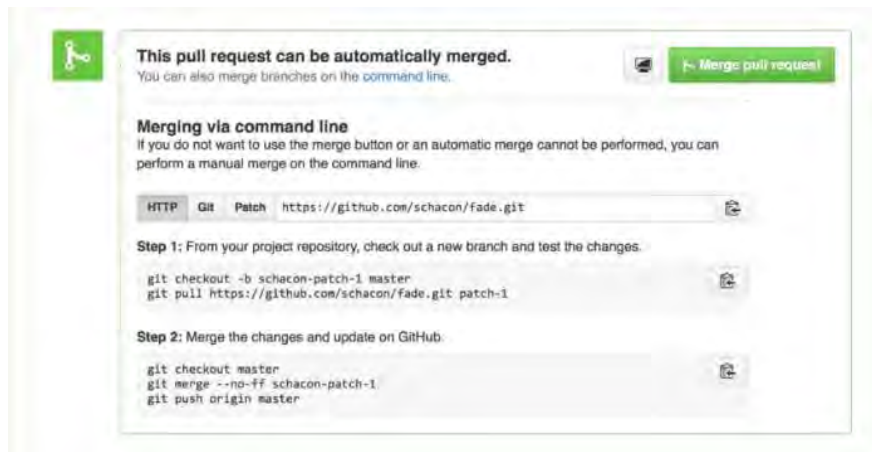 This pull request can be automatically merged.
You can also merge branches on the command line.
Merge pull request
Merging via command line
If you do not want to use the merge button or an automatic merge cannot be performed, you can
perform a manual merge on the command line.
HTTP Git Patch https://github.com/schacon/fade.git
Step 1: From your project repository, check out a new branch and test the changes.
git checkout -b schacon-patch-1 master
git pull https://github.com/schacon/fade.git patch-1
Step 2: Merge the changes and update on GitHub.
git checkout master
git merge --no-ff schacon-patch-1
git push origin master